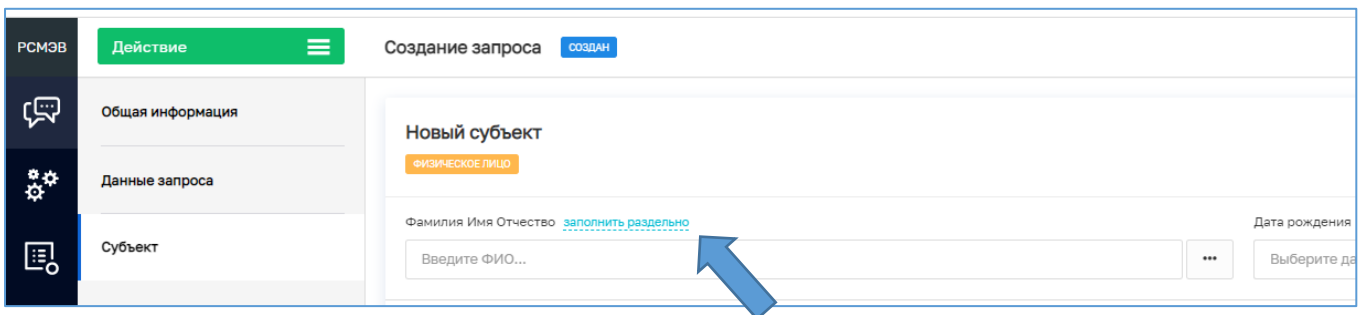 РСМЭВ
Действие
Создание запроса СОЗДАН
Общая информация
Данные запроса
Субъект
Новый субъект
ФИЗИЧЕСКОЕ ЛИЦО
Фамилия Имя Отчество заполнить раздельно
Дата рождения
Введите ФИО...
Выберите да